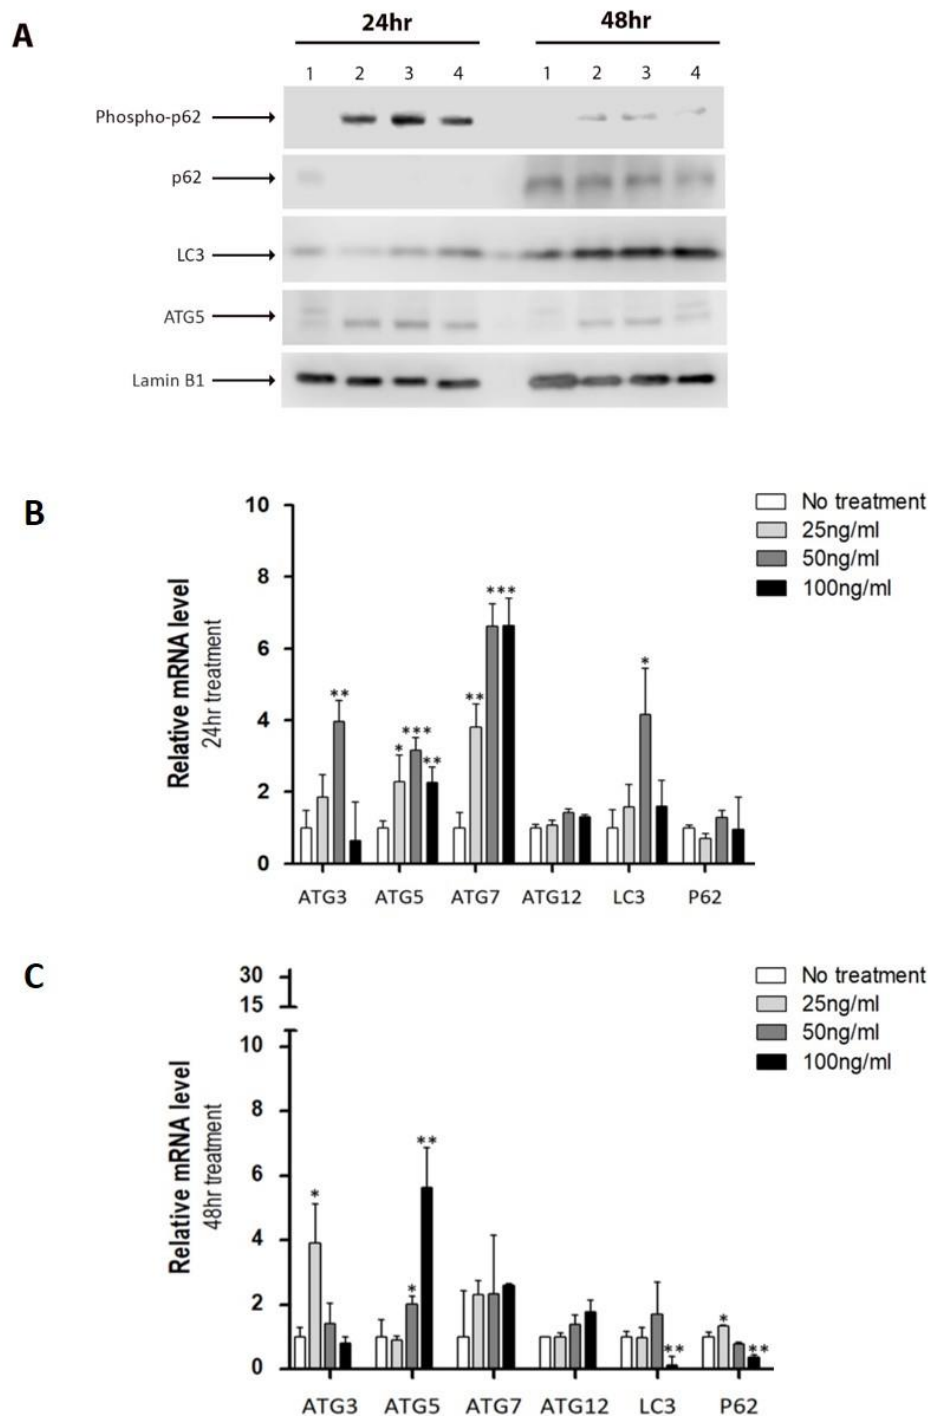 A
24hr 48hr
1 2 3 4 1 2 3 4
Phospho-p62
p62
LC3
ATG5
Lamin B1
B
Relative mRNA level
24hr treatment
10
8
6
4
2
0
** * *** ** ** *** *
ATG3 ATG5 ATG7 ATG12 LC3 P62
No treatment
25ng/ml
50ng/ml
100ng/ml
C
Relative mRNA level
48hr treatment
30
15
10
8
6
4
2
0
* * ** ** * **
ATG3 ATG5 ATG7 ATG12 LC3 P62
No treatment
25ng/ml
50ng/ml
100ng/ml